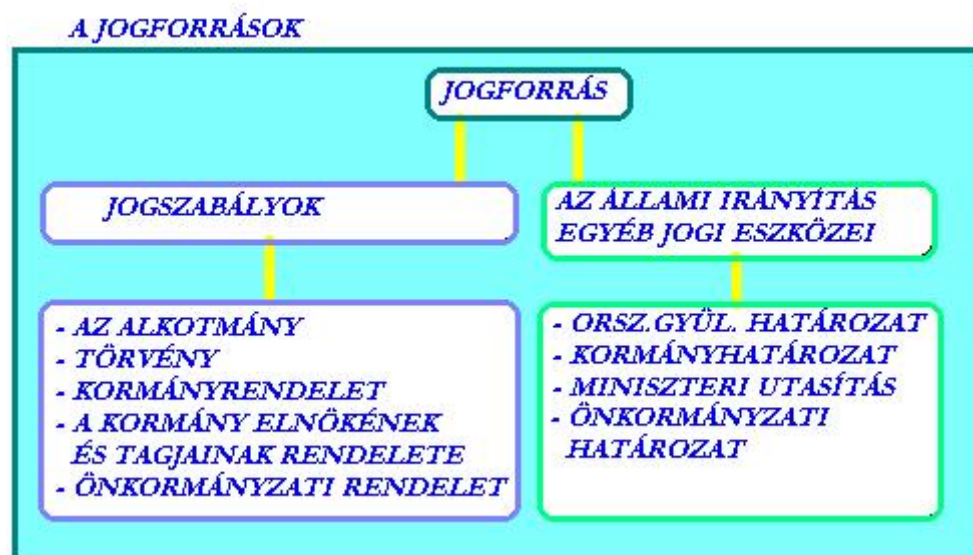 A JOGFORRÁSOK
JOGFORRÁS
JOGSZABÁLYOK
AZ ÁLLAMI IRÁNYÍTÁS
EGYÉB JOGI ESZKÖZEI
- AZ ALKOTMÁNY
- TÖRVÉNY
- KORMÁNYRENDELET
- A KORMÁNY ELNÖKÉNEK
ÉS TAGJAINAK RENDELETE
- ÖNKORMÁNYZATI RENDELET
- ORSZ.GYÜL. HATÁROZAT
- KORMÁNYHATÁROZAT
- MINISZTERI UTASÍTÁS
- ÖNKORMÁNYZATI
HATÁROZAT